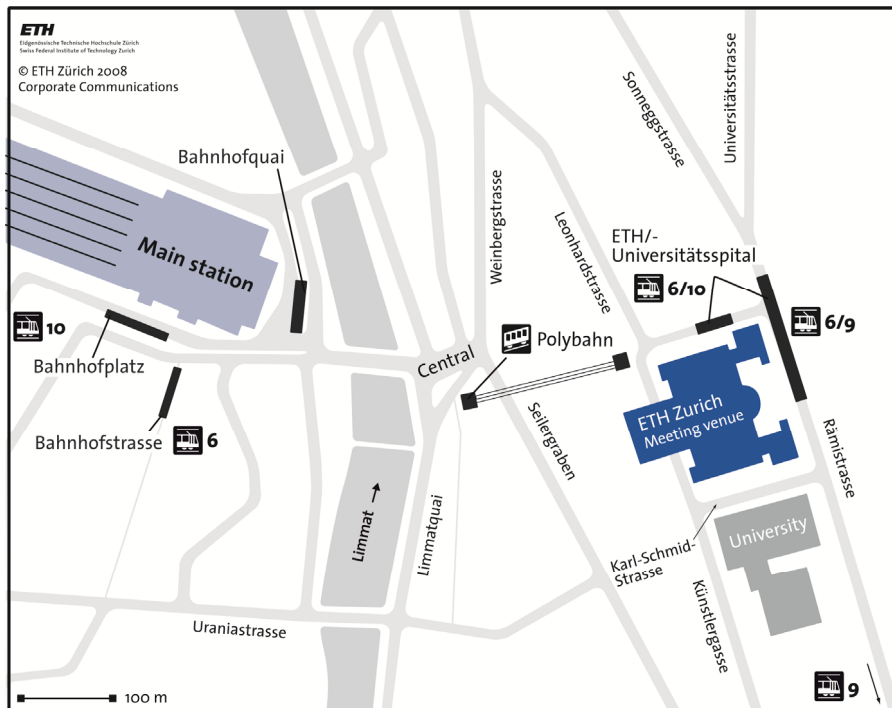 ETH
Eidgenössische Technische Hochschule Zürich
Swiss Federal Institute of Technology Zurich
© ETH Zürich 2008
Corporate Communications
Sonneggstrasse
Universitätsstrasse
Bahnhofquai
Weinbergstrasse
Leonhardstrasse
Main station
ETH/-
Universitätsspital
6/10
6/9
10
Polybahn
Central
Bahnhofplatz
Bahnhofstrasse
6
ETH Zurich
Meeting venue
Seilergraben
Rämistrasse
Limmat →
Limmatquai
University
Karl-Schmid-
Strasse
Künstlergasse
Uraniastrasse
9
100 m